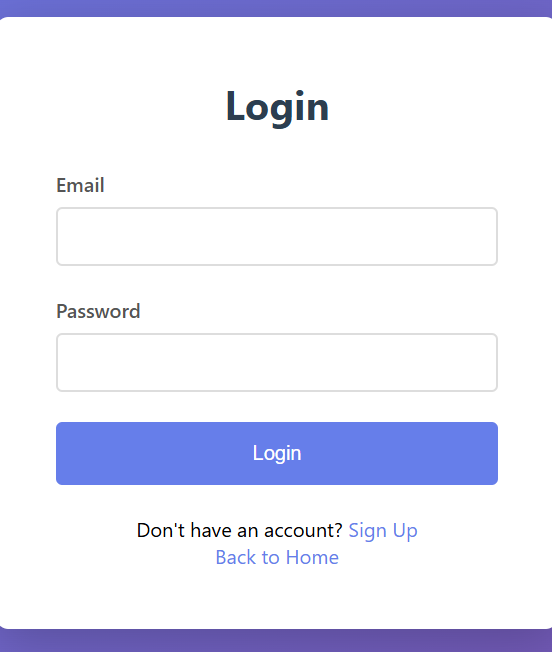 Login
Email
Password
Login
Don't have an account? Sign Up
Back to Home